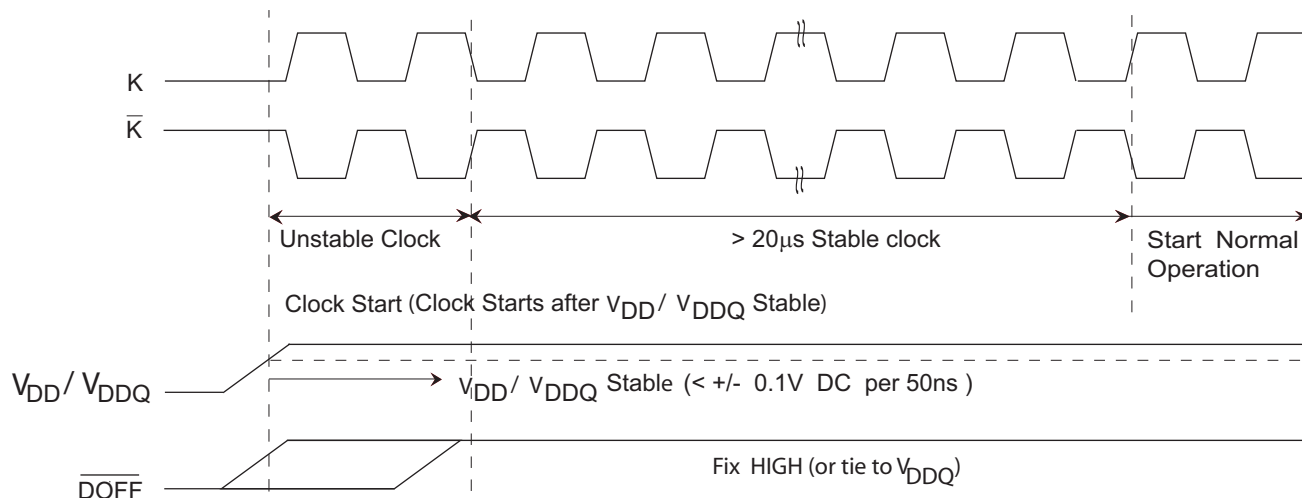 K
K̅
Unstable Clock
> 20μs Stable clock
Start Normal
Operation
Clock Start (Clock Starts after VDD / VDDQ Stable)
VDD / VDDQ
VDD / VDDQ Stable (< +/- 0.1V DC per 50ns )
DOFF
Fix HIGH (or tie to VDDQ)